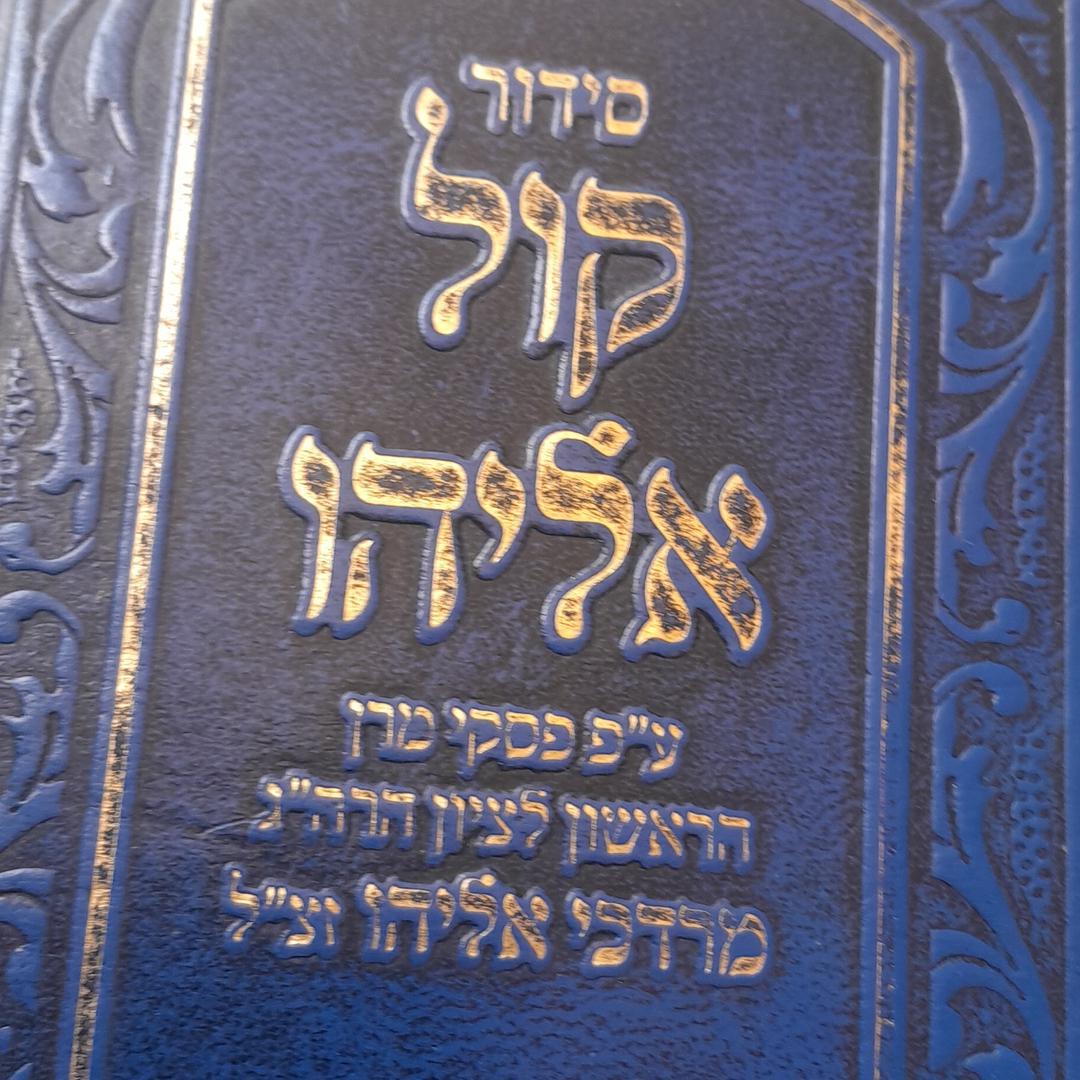 סידור
קול
אליהו
ע"פ פסקי מרן
הראשון לציון הרה"ג
מרדכי אליהו זצ"ל